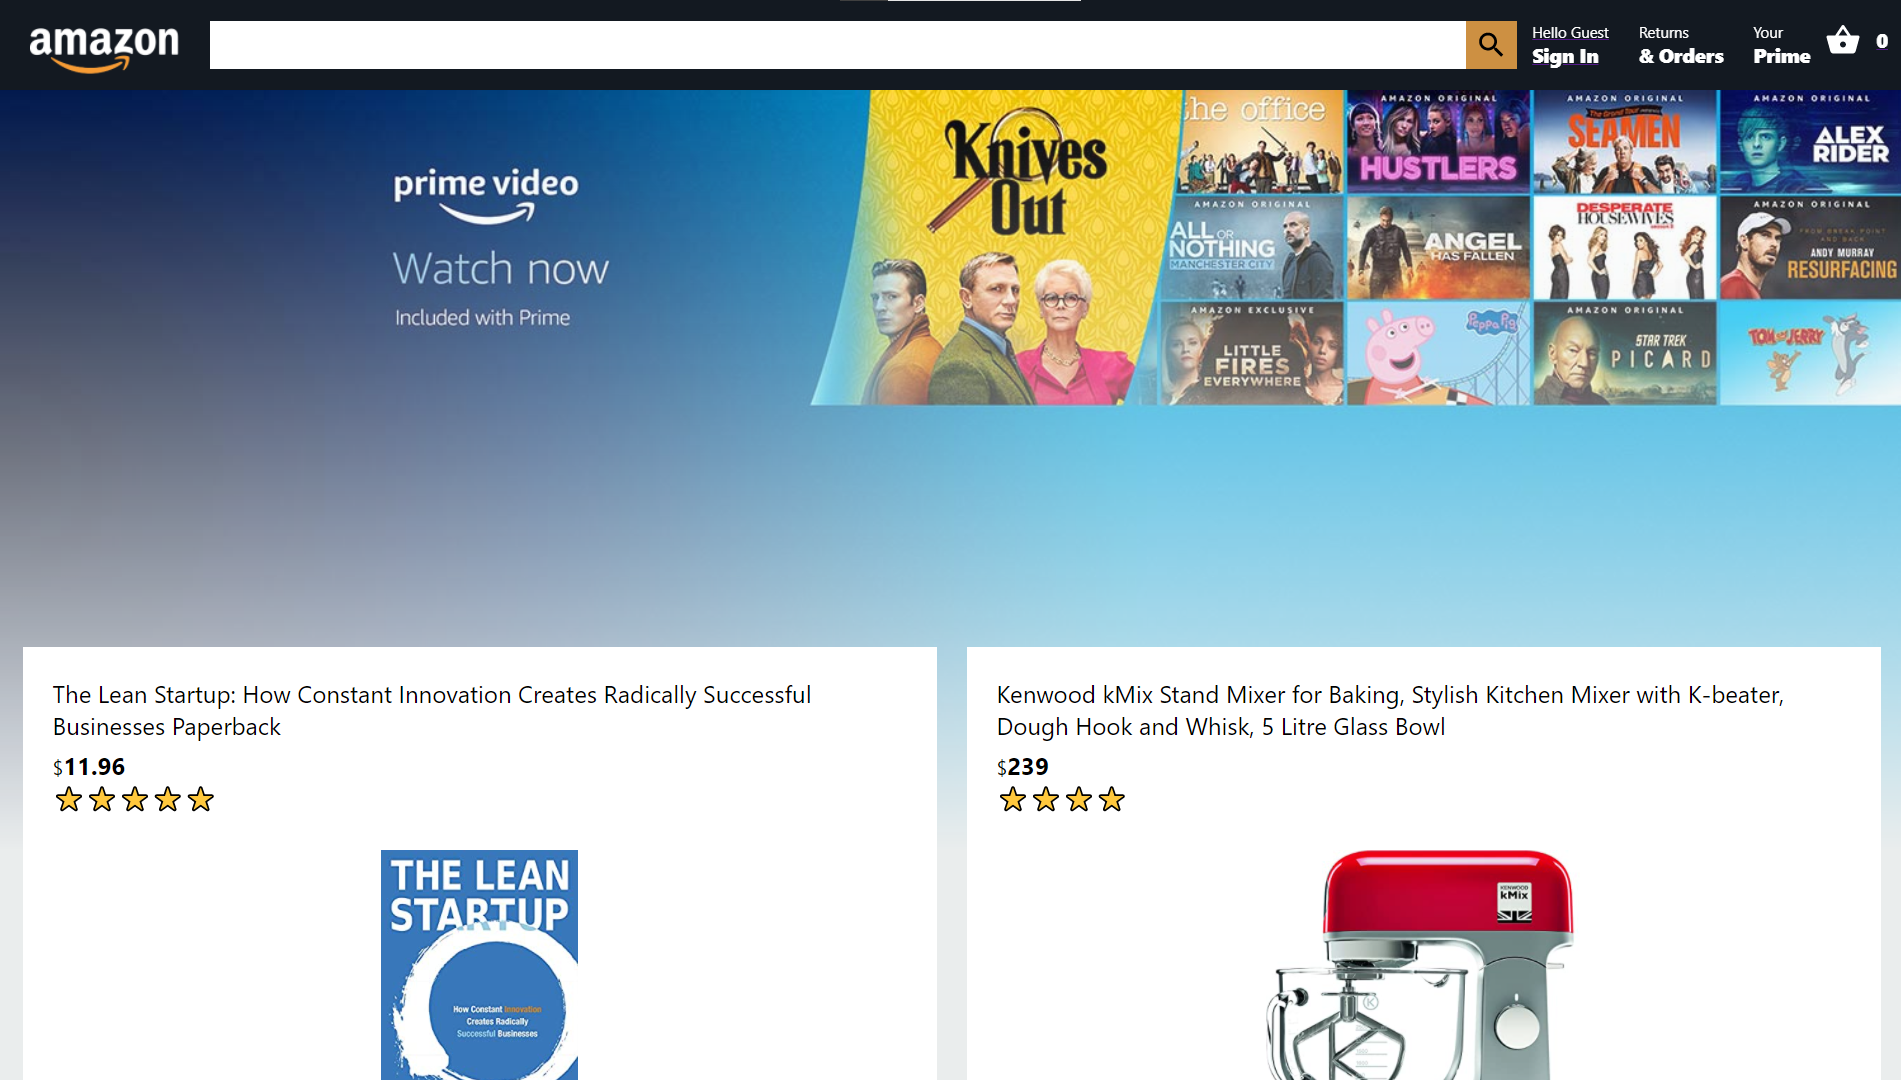 amazon
Hello Guest
Sign In
Returns
& Orders
Your
Prime
0
prime video
Watch now
Included with Prime
Knives
Out
the office
AMAZON ORIGINAL
HUSTLERS
AMAZON ORIGINAL
The Grand Tour
SEAMEN
AMAZON ORIGINAL
ALEX
RIDER
AMAZON ORIGINAL
ALL OR
NOTHING
MANCHESTER CITY
ANGEL
HAS FALLEN
DESPERATE
HOUSEWIVES
AMAZON ORIGINAL
FROM BREAK POINT
AND BACK
ANDY MURRAY
RESURFACING
AMAZON EXCLUSIVE
LITTLE
FIRES
EVERYWHERE
Peppa Pig
AMAZON ORIGINAL
STAR TREK
PICARD
TOM and JERRY
The Lean Startup: How Constant Innovation Creates Radically Successful
Businesses Paperback
$11.96
THE LEAN
STARTUP
How Constant Innovation
Creates Radically
Successful Businesses
Kenwood kMix Stand Mixer for Baking, Stylish Kitchen Mixer with K-beater,
Dough Hook and Whisk, 5 Litre Glass Bowl
$239
KENWOOD
kMix
K